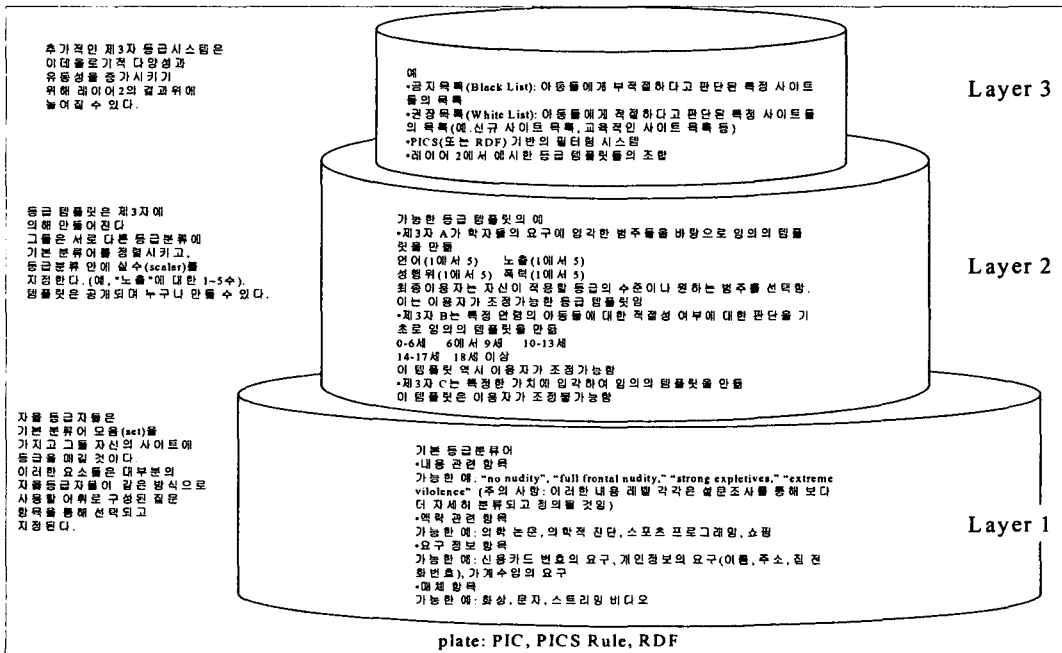 추가적인 제3자 등급시스템은
이데올로기적 다양성과
유동성을 증가시키기
위해 레이어2의 결과위에
놓여질 수 있다.
예
•금지목록(Black List): 아동들에게 부적절하다고 판단된 특정 사이트
들의 목록
•권장목록(White List): 아동들에게 적절하다고 판단된 특정 사이트들
의 목록(예.신규 사이트 목록,교육적인 사이트 목록 등)
•PICS(또는 RDF) 기반의 필터링 시스템
•레이어 2에서 예시한 등급 템플릿들의 조합
Layer 3
등급 템플릿은 제3자에
의해 만들어진다
그들은 서로 다른 등급분류에
기본 분류어를 정렬시키고,
등급분류 안에 실수(scalar)를
지정한다. (예, "노출"에 대한 1~5수).
템플릿은 공개되며 누구나 만들 수 있다.
가능한 등급 템플릿의 예
•제3자 A가 학자들의 요구에 입각한 범주들을 바탕으로 임의의 템플
릿을 만듦
언어(1에서 5) 노출(1에서 5)
성행위(1에서 5) 폭력(1에서 5)
최종이용자는 자신이 적용할 등급의 수준이나 원하는 범주를 선택함.
이는 이용자가 조정가능한 등급 템플릿임
•제3자 B는 특정 연령의 아동들에 대한 적절성 여부에 대한 판단을 기
초로 임의의 템플릿을 만듦
0-6세 6에서 9세 10-13세
14-17세 18세 이상
이 템플릿 역시 이용자가 조정가능함
•제3자 C는 특정한 가치에 입각하여 임의의 템플릿을 만듦
이 템플릿은 이용자가 조정불가능함
Layer 2
자율 등급자들은
기본 분류어 모음(set)을
가지고 그들 자신의 사이트에
등급을 매길 것이다.
이러한 요소들은 대부분의
자율등급자들이 같은 방식으로
사용할 어휘로 구성된 질문
항목을 통해 선택되고
지정된다.
기본 등급분류어
•내용 관련 항목
가능한 예. "no nudity", "full frontal nudity," "strong expletives," "extreme
vilolence" (주의 사항: 이러한 내용 레벨 각각은 설문조사를 통해 보다
더 자세히 분류되고 정의될 것임)
•맥락 관련 항목
가능한 예: 의학 논문,의학적 진단,스포츠 프로그래밍,쇼핑
•요구 정보 항목
가능한 예: 신용카드 번호의 요구,개인정보의 요구(이름,주소,집 전
화번호),가계수입의 요구
•매체 항목
가능한 예: 화상,문자,스트리밍 비디오
Layer 1
plate: PIC, PICS Rule, RDF